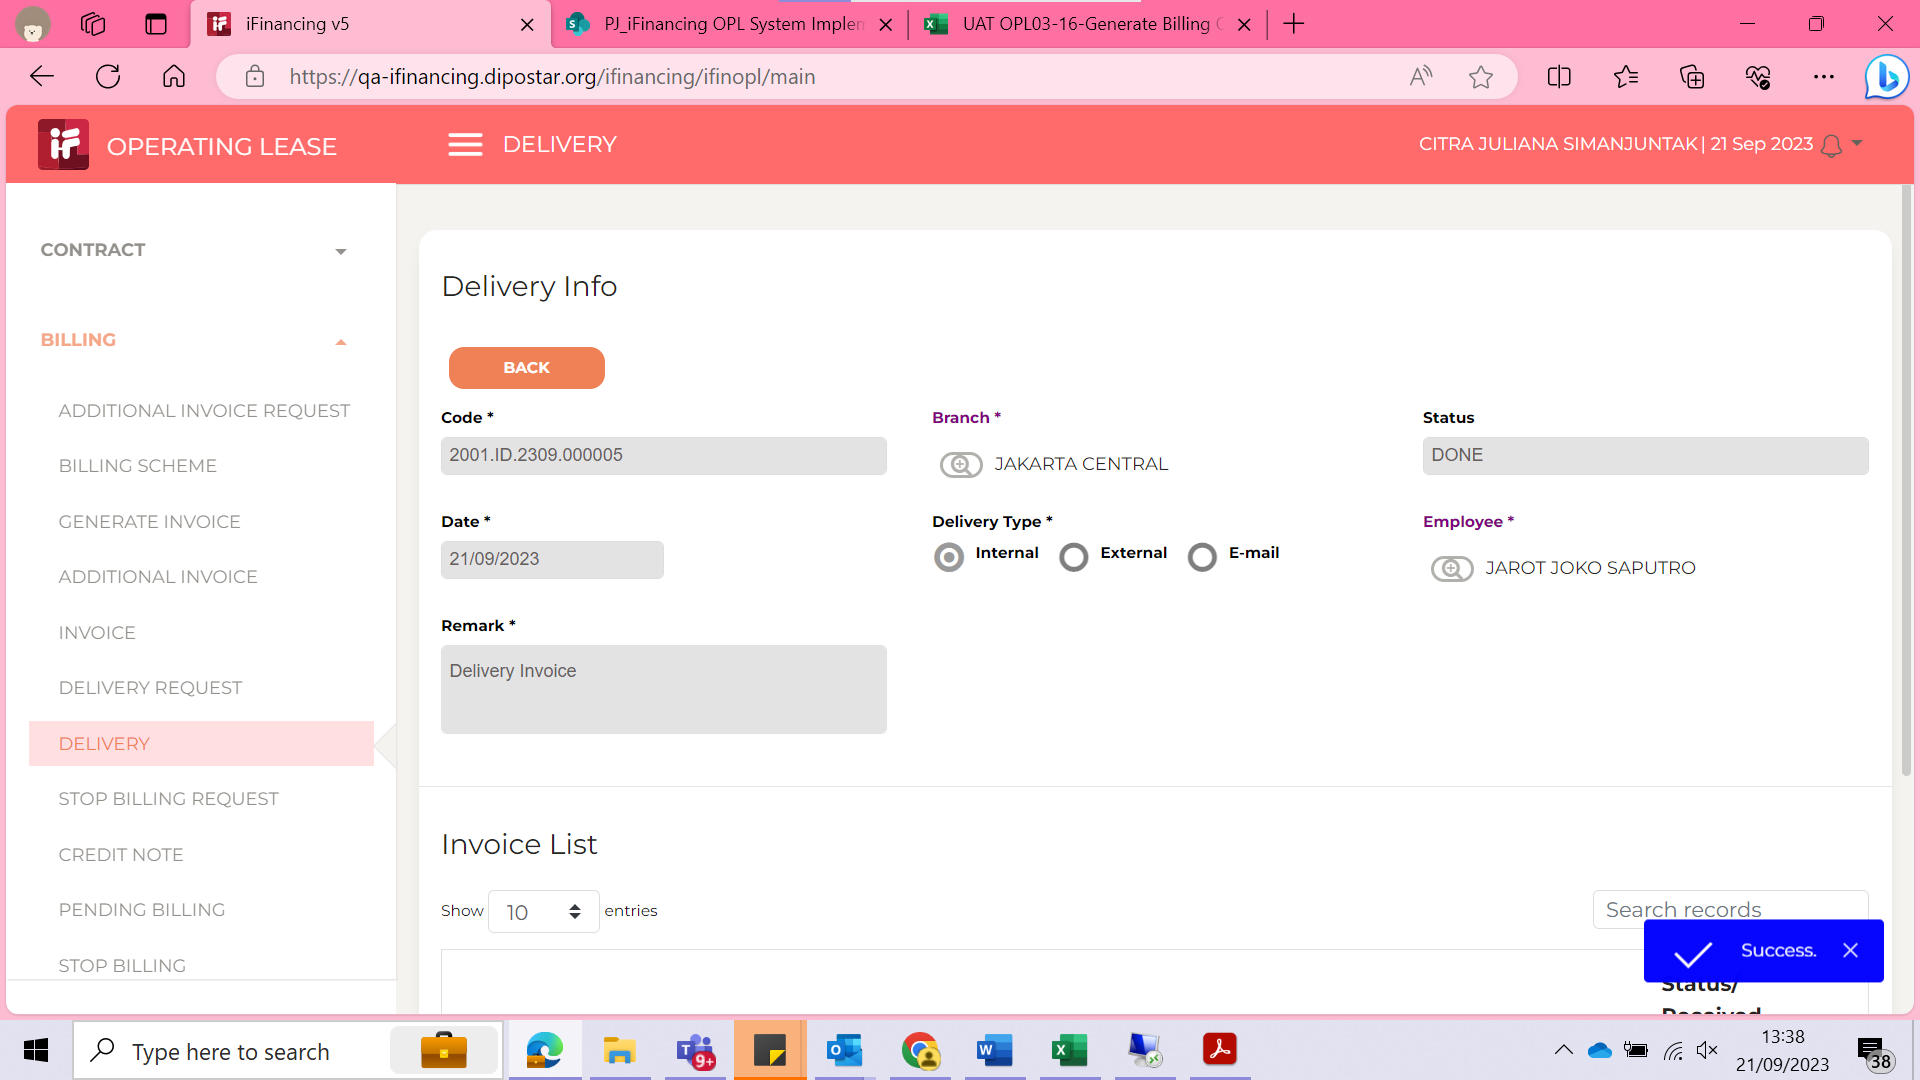 iFinancing v5
PJ_iFinancing OPL System Implem
UAT OPL03-16-Generate Billing
https://qa-ifinancing.dipostar.org/ifinancing/ifinopl/main
iF OPERATING LEASE
DELIVERY
CITRA JULIANA SIMANJUNTAK | 21 Sep 2023
CONTRACT
BILLING
ADDITIONAL INVOICE REQUEST
BILLING SCHEME
GENERATE INVOICE
ADDITIONAL INVOICE
INVOICE
DELIVERY REQUEST
DELIVERY
STOP BILLING REQUEST
CREDIT NOTE
PENDING BILLING
STOP BILLING
Delivery Info
BACK
Code *
Branch *
Status
2001.ID.2309.000005
JAKARTA CENTRAL
DONE
Date *
Delivery Type *
Employee *
21/09/2023
Internal
External
E-mail
JAROT JOKO SAPUTRO
Remark *
Delivery Invoice
Invoice List
Show 10 entries
Search records
Success.
Status/
Received
Type here to search
9+
13:38
21/09/2023
38